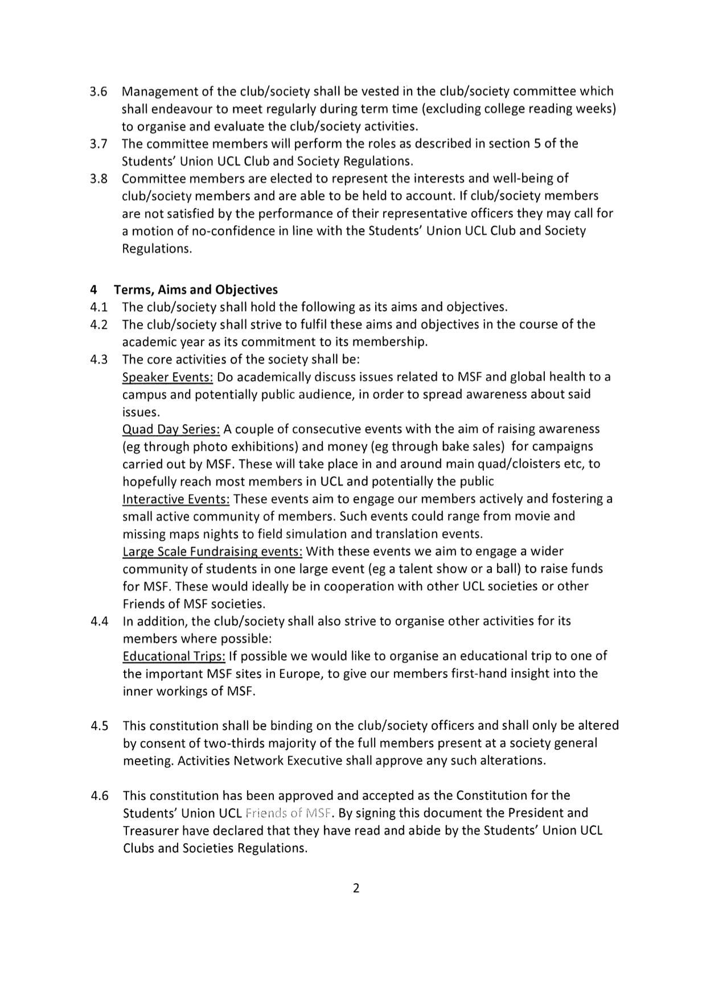 3.6 Management of the club/society shall be vested in the club/society committee which
shall endeavour to meet regularly during term time (excluding college reading weeks)
to organise and evaluate the club/society activities.
3.7 The committee members will perform the roles as described in section 5 of the
Students’ Union UCL Club and Society Regulations.
3.8 Committee members are elected to represent the interests and well-being of
club/society members and are able to be held to account. If club/society members
are not satisfied by the performance of their representative officers they may call for
a motion of no-confidence in line with the Students’ Union UCL Club and Society
Regulations.
4 Terms, Aims and Objectives
4.1 The club/society shall hold the following as its aims and objectives.
4.2 The club/society shall strive to fulfil these aims and objectives in the course of the
academic year as its commitment to its membership.
4.3 The core activities of the society shall be:
Speaker Events: Do academically discuss issues related to MSF and global health to a
campus and potentially public audience, in order to spread awareness about said
issues.
Quad Day Series: A couple of consecutive events with the aim of raising awareness
(eg through photo exhibitions) and money (eg through bake sales) for campaigns
carried out by MSF. These will take place in and around main quad/cloisters etc, to
hopefully reach most members in UCL and potentially the public
Interactive Events: These events aim to engage our members actively and fostering a
small active community of members. Such events could range from movie and
missing maps nights to field simulation and translation events.
Large Scale Fundraising events: With these events we aim to engage a wider
community of students in one large event (eg a talent show or a ball) to raise funds
for MSF. These would ideally be in cooperation with other UCL societies or other
Friends of MSF societies.
4.4 In addition, the club/society shall also strive to organise other activities for its
members where possible:
Educational Trips: If possible we would like to organise an educational trip to one of
the important MSF sites in Europe, to give our members first-hand insight into the
inner workings of MSF.
4.5 This constitution shall be binding on the club/society officers and shall only be altered
by consent of two-thirds majority of the full members present at a society general
meeting. Activities Network Executive shall approve any such alterations.
4.6 This constitution has been approved and accepted as the Constitution for the
Students’ Union UCL Friends of MSF. By signing this document the President and
Treasurer have declared that they have read and abide by the Students’ Union UCL
Clubs and Societies Regulations.
2